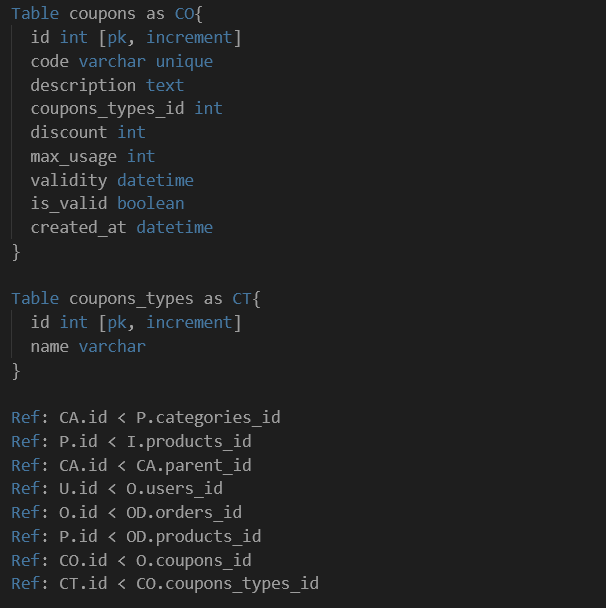 Table coupons as CO{
id int [pk, increment]
code varchar unique
description text
coupons_types_id int
discount int
max_usage int
validity datetime
is_valid boolean
created_at datetime
}
Table coupons_types as CT{
id int [pk, increment]
name varchar
}
Ref: CA.id < P.categories_id
Ref: P.id < I.products_id
Ref: CA.id < CA.parent_id
Ref: U.id < O.users_id
Ref: O.id < OD.orders_id
Ref: P.id < OD.products_id
Ref: CO.id < O.coupons_id
Ref: CT.id < CO.coupons_types_id